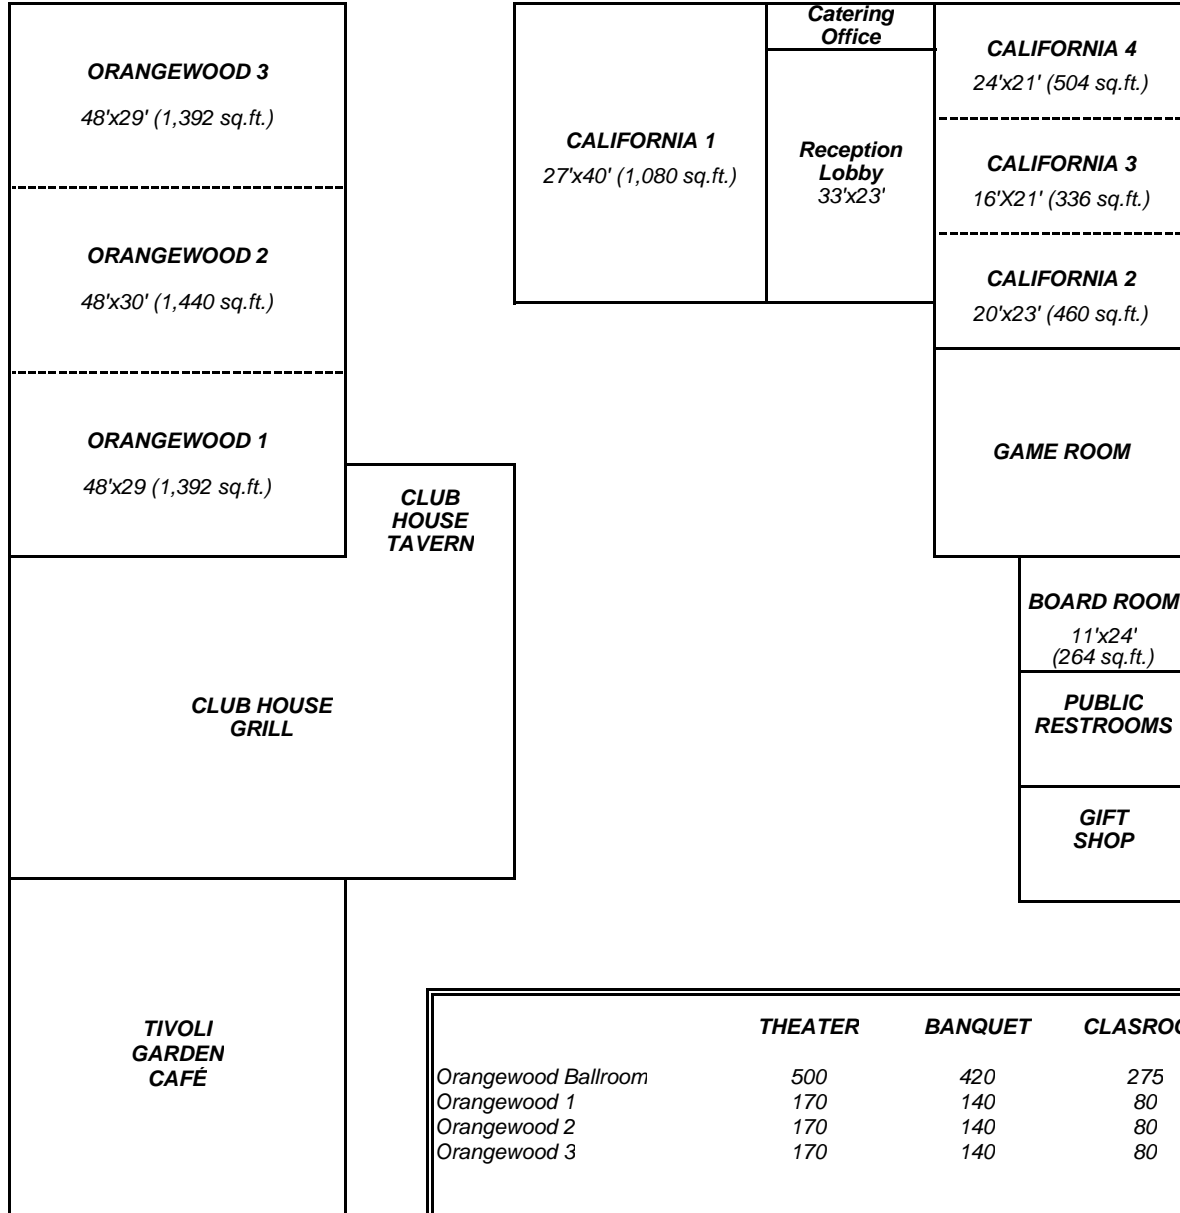 ORANGEWOOD 3
48'x29' (1,392 sq.ft.)
ORANGEWOOD 2
48'x30' (1,440 sq.ft.)
ORANGEWOOD 1
48'x29 (1,392 sq.ft.)
CLUB
HOUSE
TAVERN
CLUB HOUSE
GRILL
TIVOLI
GARDEN
CAFÉ
CALIFORNIA 1
27'x40' (1,080 sq.ft.)
Catering
Office
Reception
Lobby
33'x23'
CALIFORNIA 4
24'x21' (504 sq.ft.)
CALIFORNIA 3
16'X21' (336 sq.ft.)
CALIFORNIA 2
20'x23' (460 sq.ft.)
GAME ROOM
BOARD ROOM
11'x24'
(264 sq.ft.)
PUBLIC
RESTROOMS
GIFT
SHOP
THEATER BANQUET CLASROO
Orangewood Ballroom 500 420 275
Orangewood 1 170 140 80
Orangewood 2 170 140 80
Orangewood 3 170 140 80